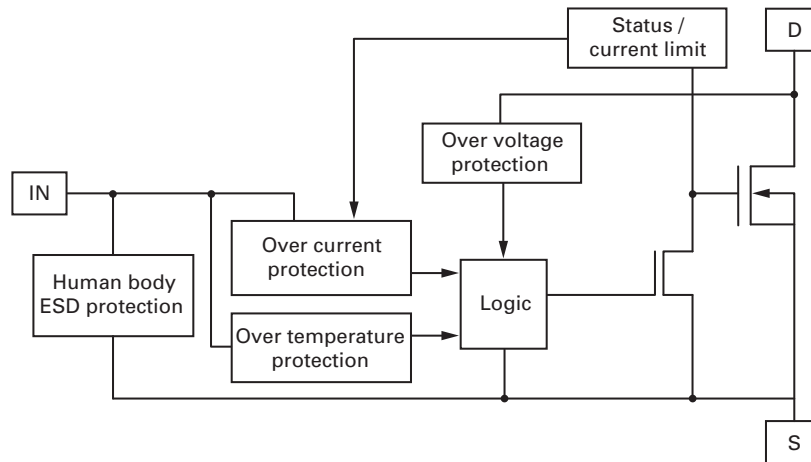 Status /
current limit
D
Over voltage
protection
IN
Over current
protection
Human body
ESD protection
Logic
Over temperature
protection
S